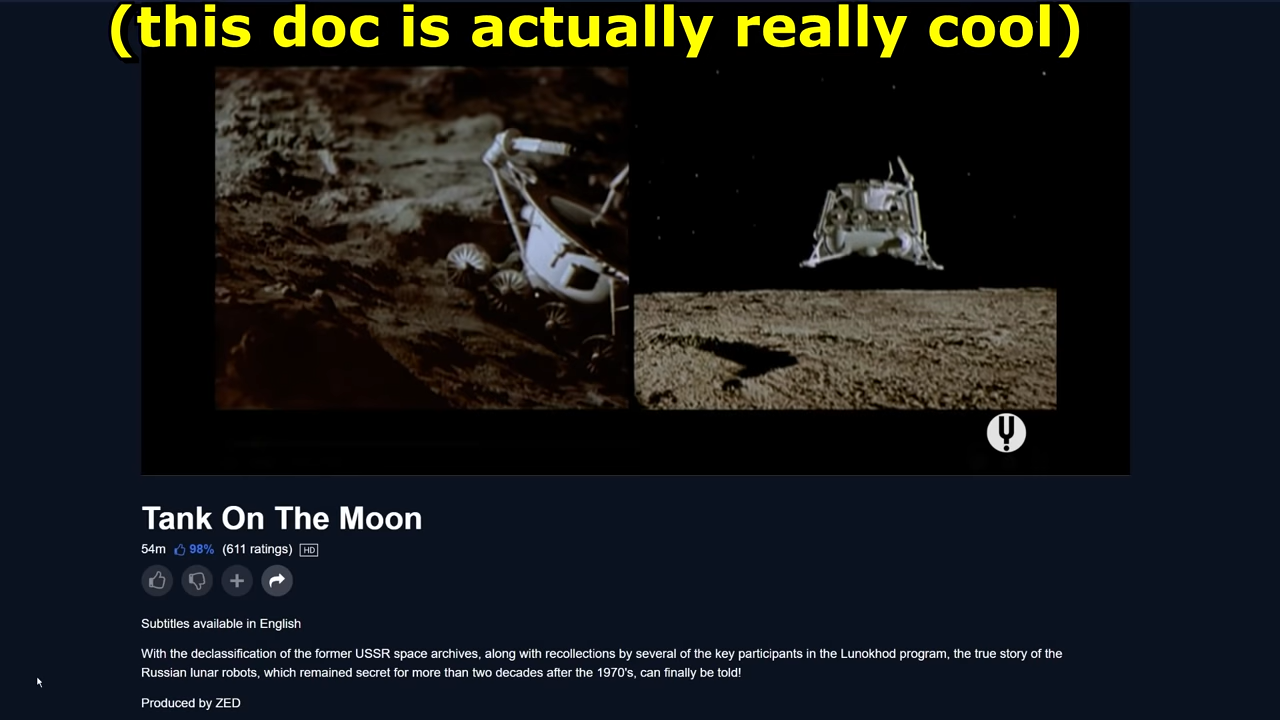 (this doc is actually really cool)
Tank On The Moon
54m 98% (611 ratings) HD
Subtitles available in English
With the declassification of the former USSR space archives, along with recollections by several of the key participants in the Lunokhod program, the true story of the
Russian lunar robots, which remained secret for more than two decades after the 1970's, can finally be told!
Produced by ZED